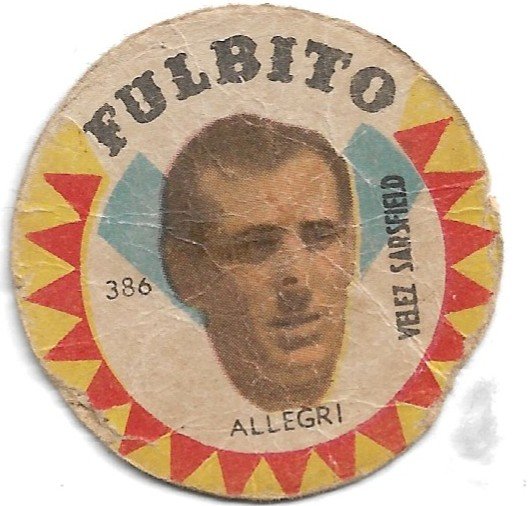 FULBITO
VELEZ SARSFIELD
386
ALLEGRI